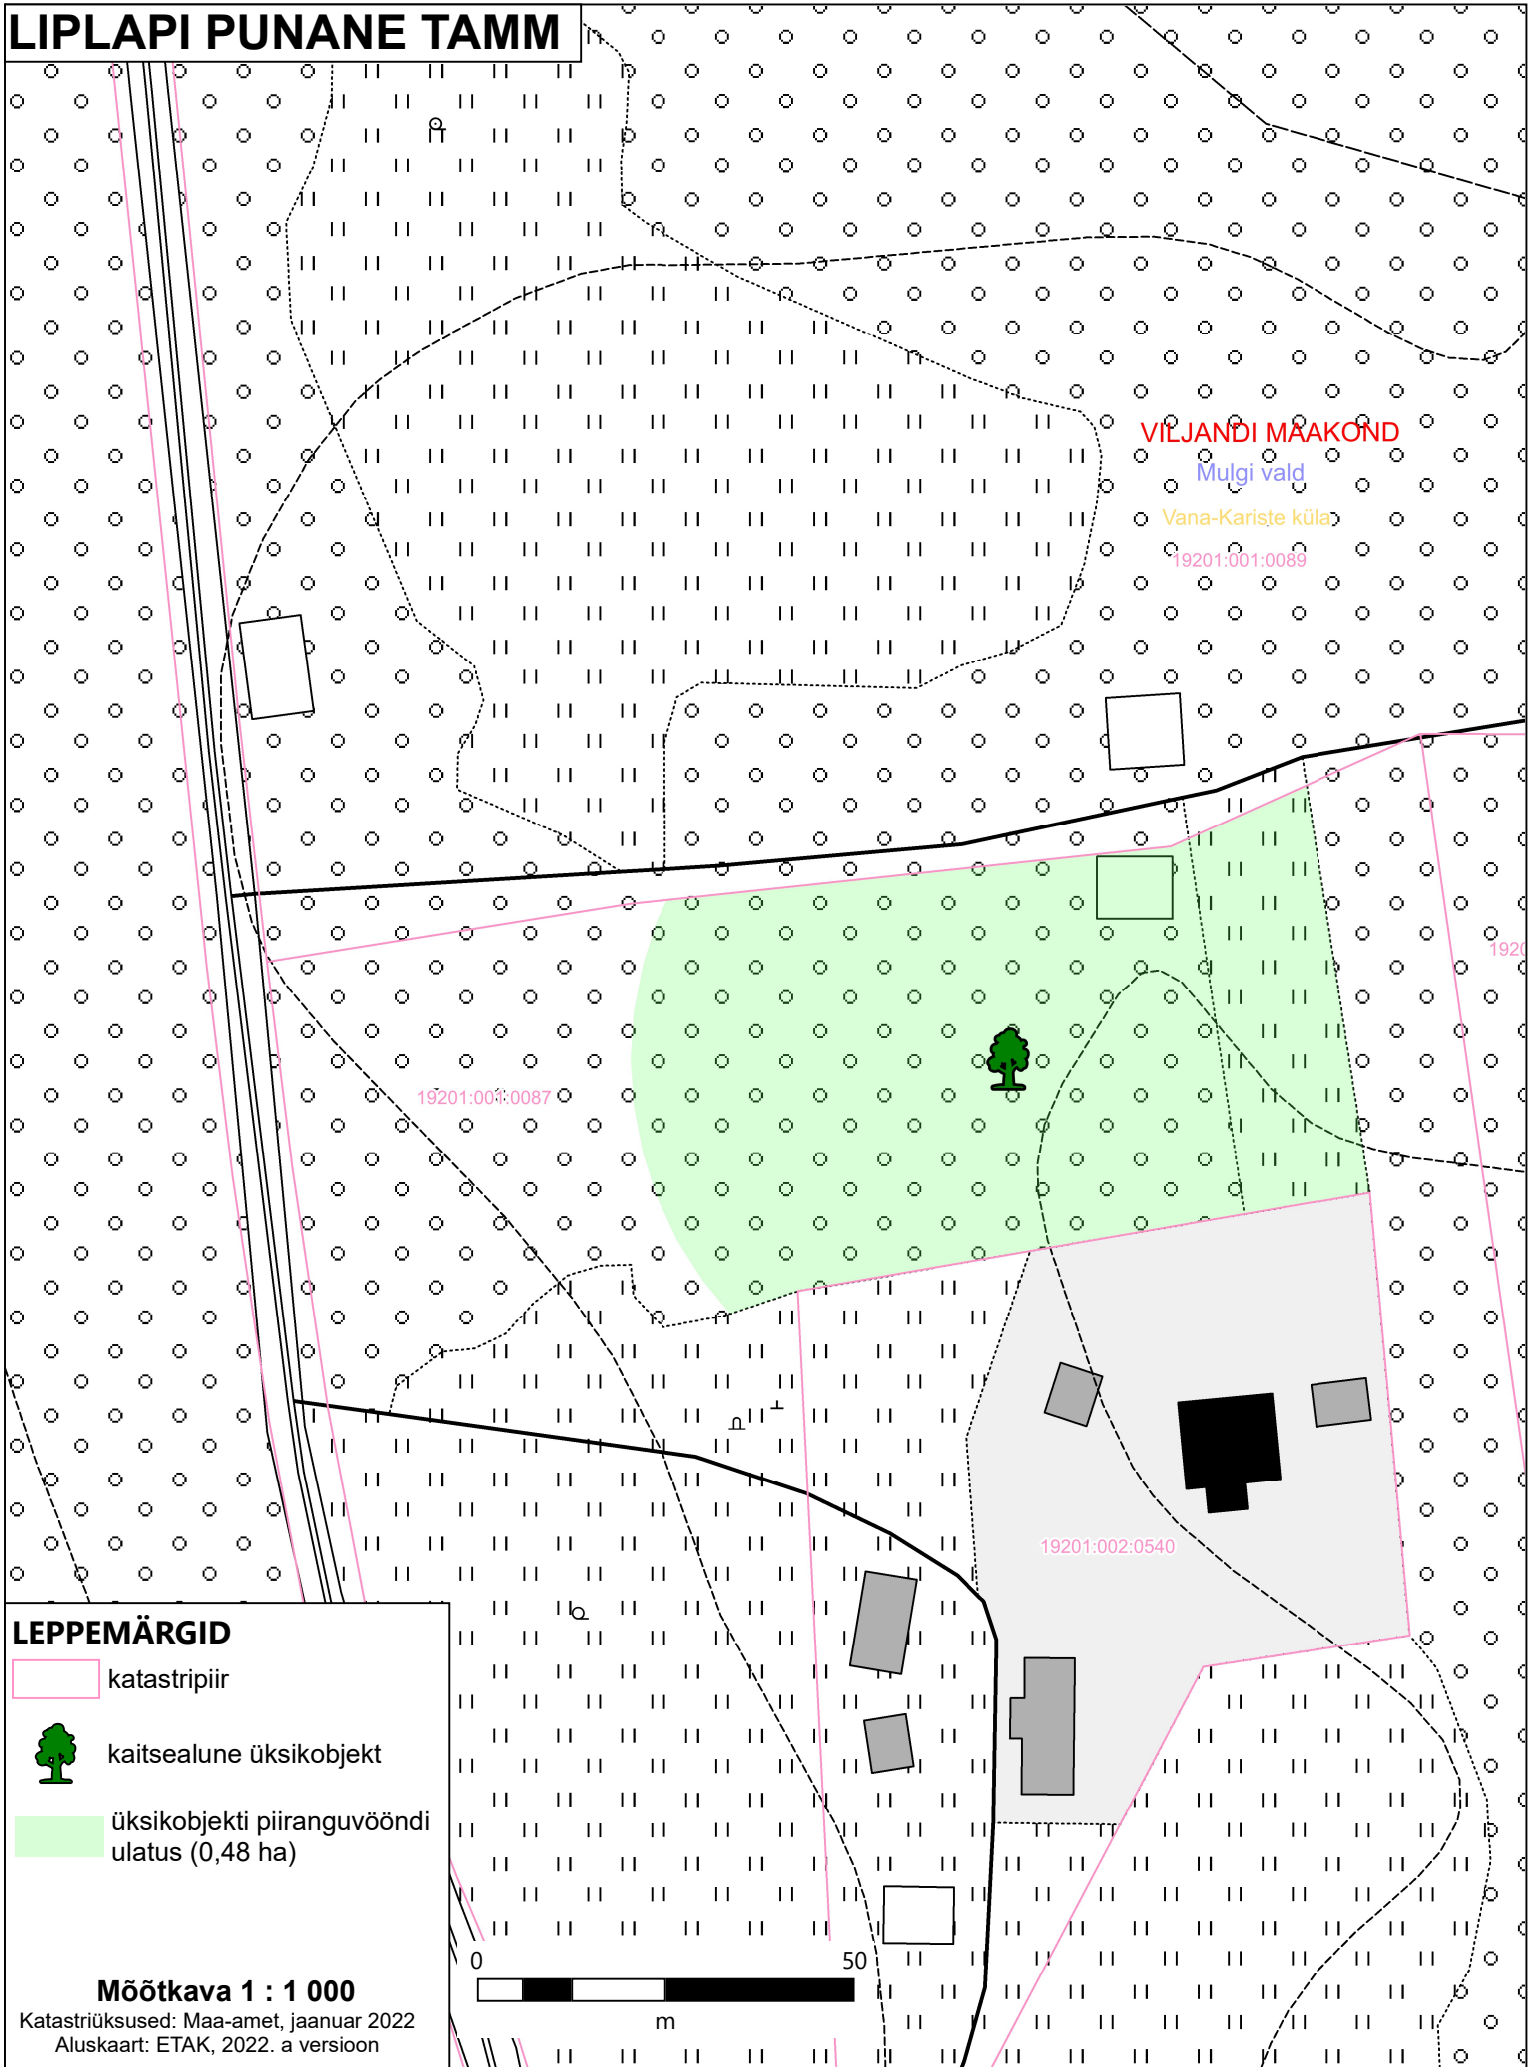 LIPLAPI PUNANE TAMM
VILJANDI MAAKOND
Mulgi vald
Vana-Kariste küla
19201:001:0089
1920
19201:001:0087
19201:002:0540
LEPPEMÄRGID
katastripiir
kaitsealune üksikobjekt
üksikobjekti piiranguvööndi
ulatus (0,48 ha)
Mõõtkava 1 : 1 000
Katastriüksused: Maa-amet, jaanuar 2022
Aluskaart: ETAK, 2022. a versioon
0 50
m